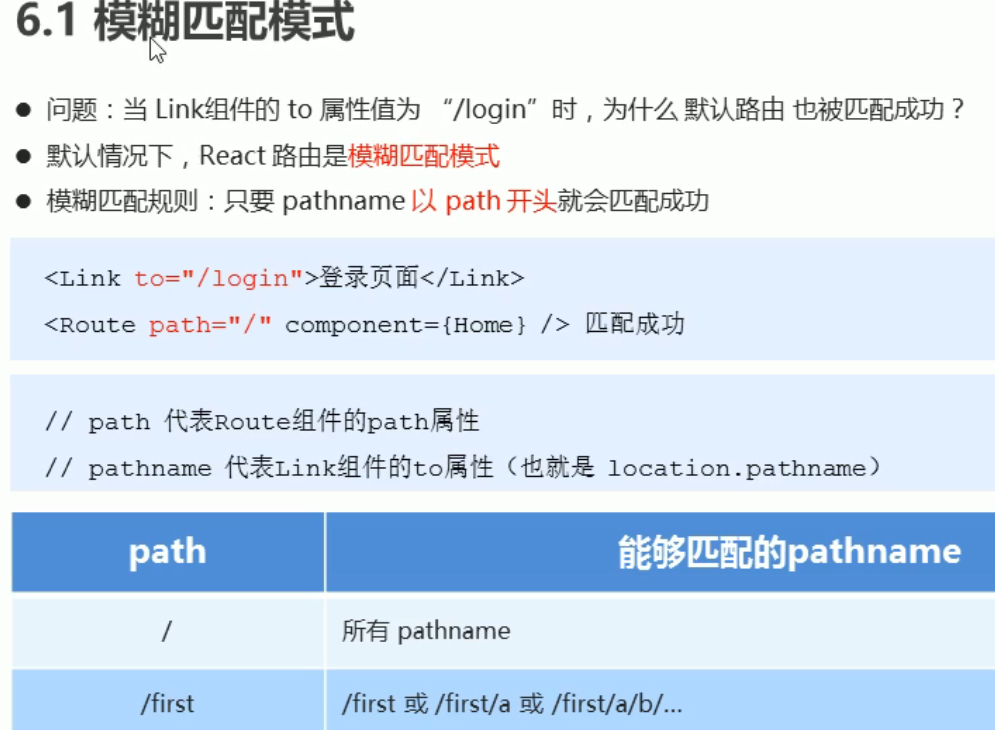 6.1 模糊匹配模式
● 问题：当 Link组件的 to 属性值为 “/login”时，为什么 默认路由 也被匹配成功？
● 默认情况下，React 路由是模糊匹配模式
● 模糊匹配规则：只要 pathname 以 path 开头就会匹配成功
<Link to="/login">登录页面</Link>
<Route path="/" component={Home} /> 匹配成功
// path 代表Route组件的path属性
// pathname 代表Link组件的to属性（也就是 location.pathname）
path 能够匹配的pathname
/ 所有 pathname
/first /first 或 /first/a 或 /first/a/b/...